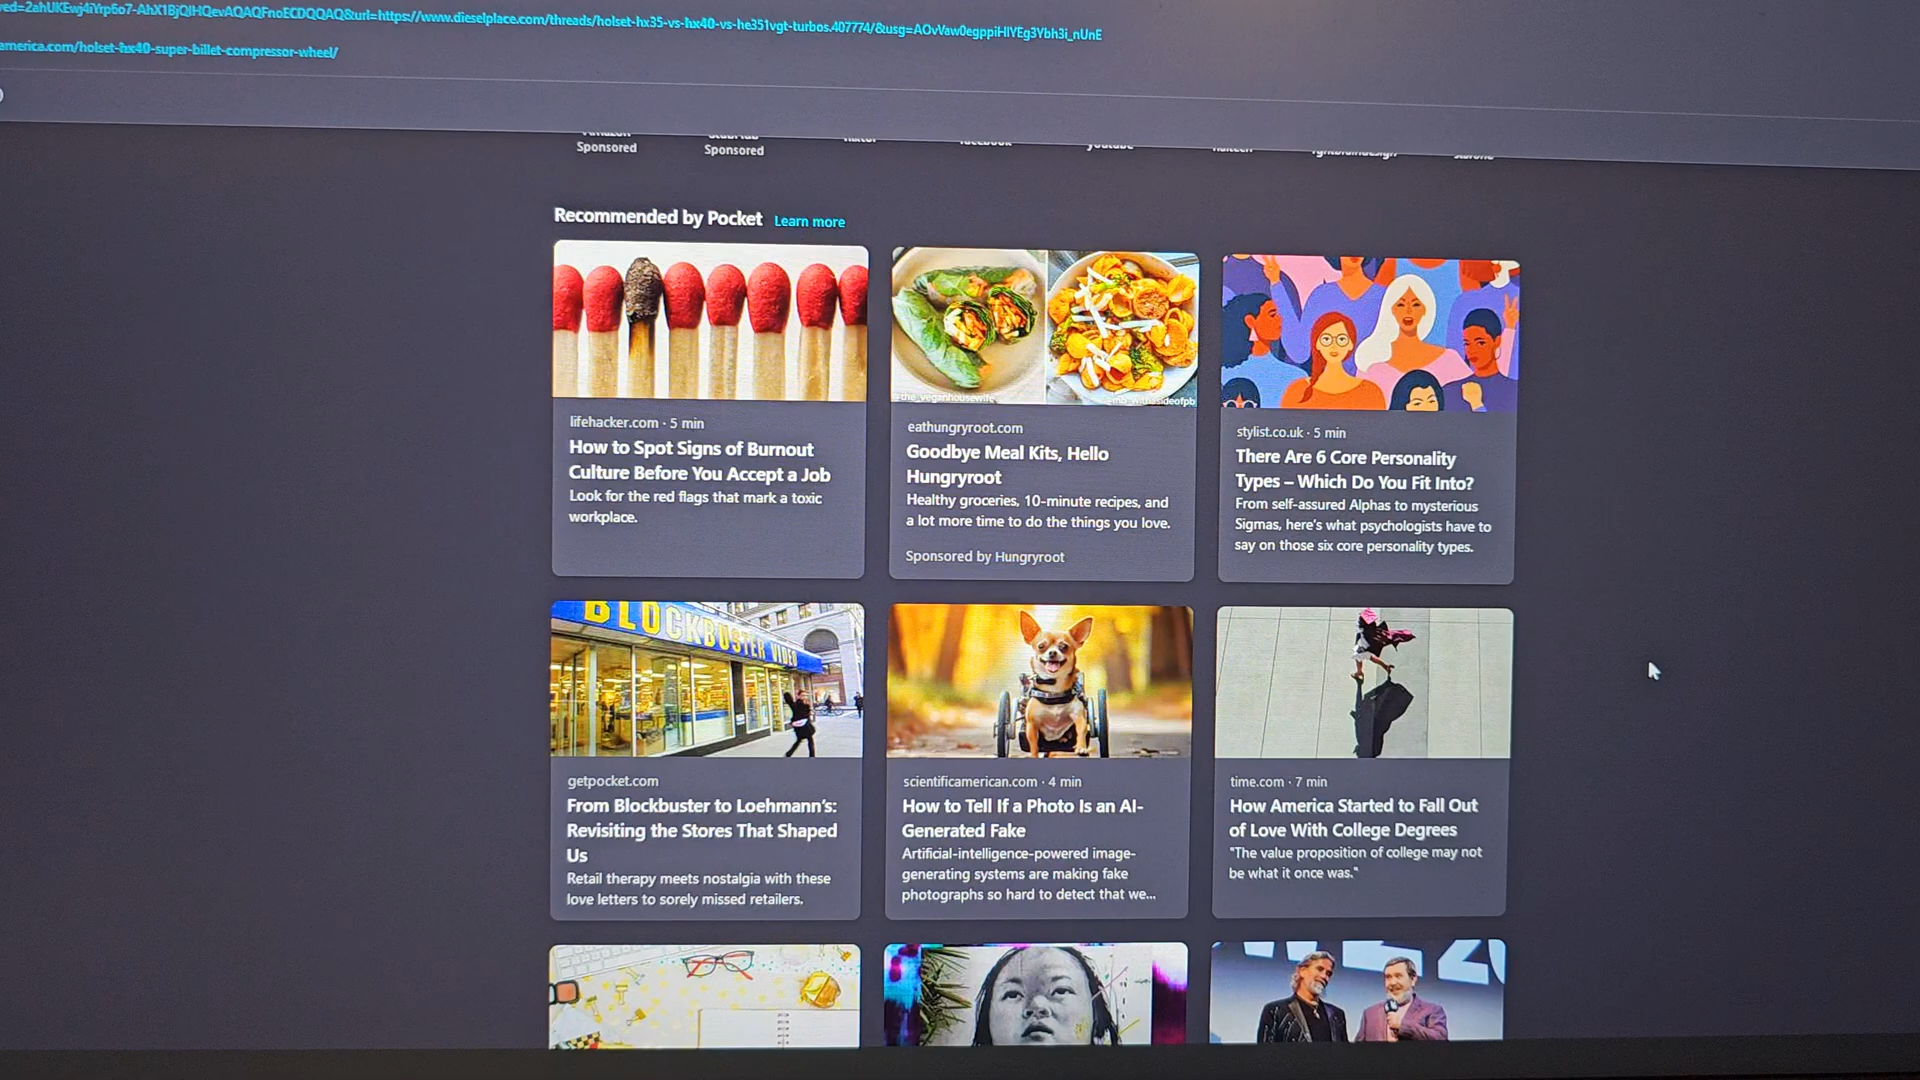 ved=2ahUKEwj4iYrp6o7-AhX1BjQIHQevAQAQFnoECDQQAQ&url=https://www.dieselplace.com/threads/holset-hx35-vs-hx40-vs-he351vgt-turbos.407774/&usg=AOvVaw0egppiHIYEg3Ybh3i_nUnE
america.com/holset-hx40-super-billet-compressor-wheel/
Sponsored
Sponsored
facebook
youtube
Recommended by Pocket Learn more
the_veganhousewife
lifehacker.com · 5 min
How to Spot Signs of Burnout
Culture Before You Accept a Job
Look for the red flags that mark a toxic
workplace.
eathungryroot.com
Goodbye Meal Kits, Hello
Hungryroot
Healthy groceries, 10-minute recipes, and
a lot more time to do the things you love.
Sponsored by Hungryroot
stylist.co.uk · 5 min
There Are 6 Core Personality
Types – Which Do You Fit Into?
From self-assured Alphas to mysterious
Sigmas, here's what psychologists have to
say on those six core personality types.
BLOCKBUSTER VIDEO
getpocket.com
From Blockbuster to Loehmann's:
Revisiting the Stores That Shaped
Us
Retail therapy meets nostalgia with these
love letters to sorely missed retailers.
scientificamerican.com · 4 min
How to Tell If a Photo Is an AI-
Generated Fake
Artificial-intelligence-powered image-
generating systems are making fake
photographs so hard to detect that we...
time.com · 7 min
How America Started to Fall Out
of Love With College Degrees
"The value proposition of college may not
be what it once was."